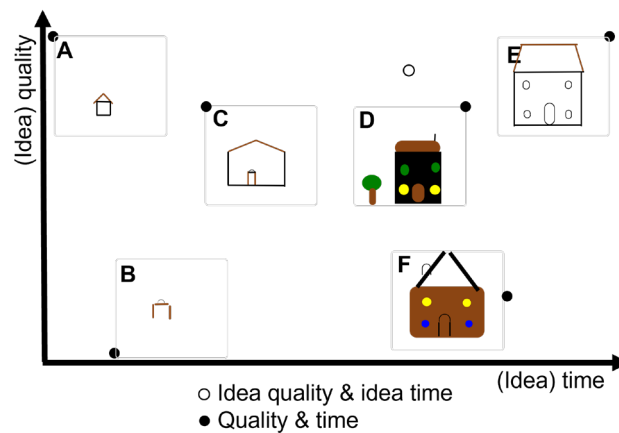 (Idea) quality
A
B
C
D
E
F
(Idea) time
Idea quality & idea time
Quality & time